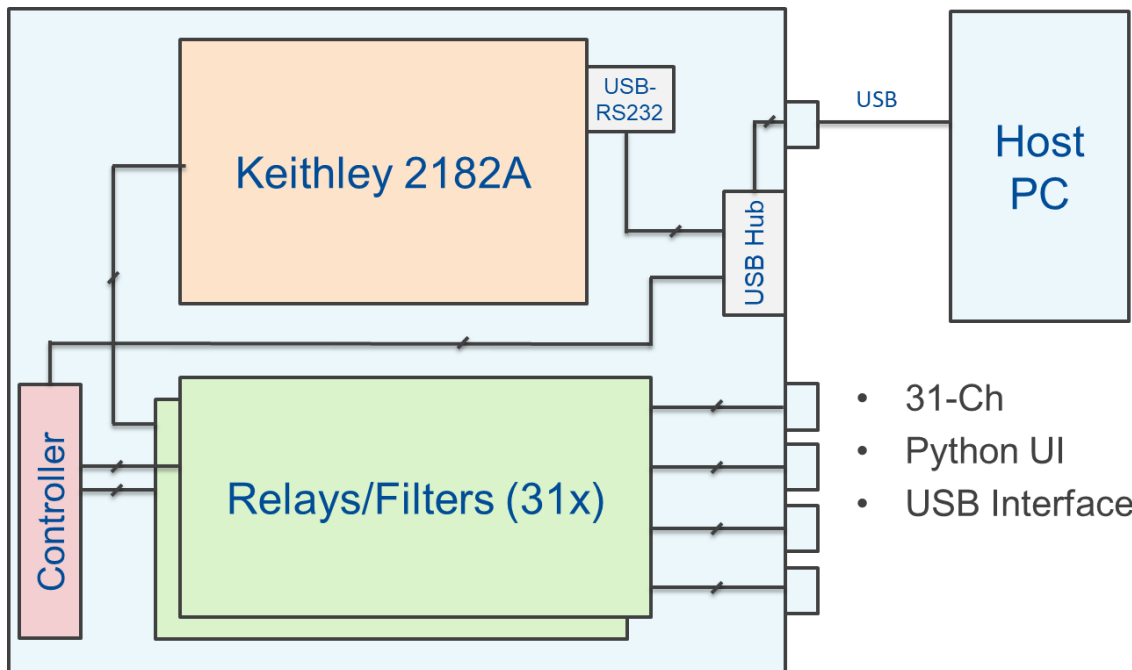 Keithley 2182A
USB-
RS232
USB Hub
USB
Host
PC
Controller
Relays/Filters (31x)
• 31-Ch
• Python UI
• USB Interface